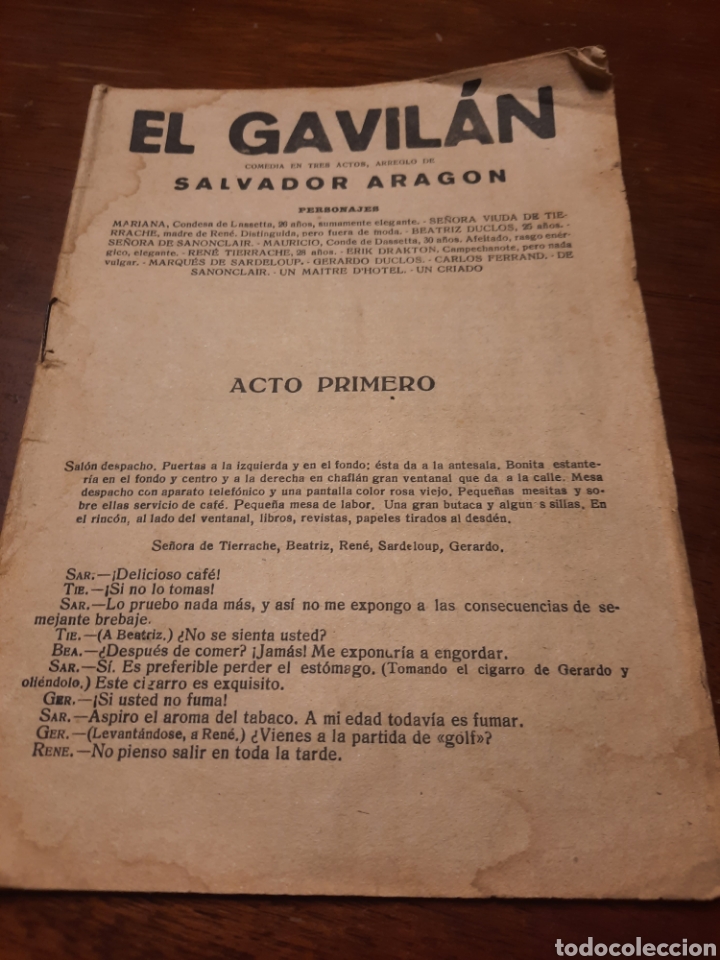 EL GAVILÁN
COMEDIA EN TRES ACTOS, ARREGLO DE
SALVADOR ARAGON
PERSONAJES
MARIANA, Condesa de Lassetta, 20 años, sumamente elegante. - SEÑORA VIUDA DE TIE-
RRACHE, madre de René. Distinguida, pero fuera de moda. - BEATRIZ DUCLOS, 25 años. -
SEÑORA DE SANONCLAIR. - MAURICIO, Conde de Dassetta, 30 años. Afeitado, rasgo enér-
gico, elegante. - RENÉ TIERRACHE, 28 años. - ERIK DRAKTON. Campechanote, pero nada
vulgar. - MARQUÉS DE SARDELOUP. - GERARDO DUCLOS. - CARLOS FERRAND. - DE
SANONCLAIR. - UN MAITRE D'HOTEL. - UN CRIADO
ACTO PRIMERO
Salón despacho. Puertas a la izquierda y en el fondo: ésta da a la antesala. Bonita estante-
ría en el fondo y centro y a la derecha en chaflán gran ventanal que da a la calle. Mesa
despacho con aparato telefónico y una pantalla color rosa viejo. Pequeñas mesitas y so-
bre ellas servicio de café. Pequeña mesa de labor. Una gran butaca y algun s sillas. En
el rincón, al lado del ventanal, libros, revistas, papeles tirados al desdén.
Señora de Tierrache, Beatriz, René, Sardeloup, Gerardo.
SAR.—¡Delicioso café!
TIE.—¡Si no lo tomas!
SAR.—Lo pruebo nada más, y así no me expongo a las consecuencias de se-
mejante brebaje.
TIE.—(A Beatriz.) ¿No se sienta usted?
BEA.—¿Después de comer? ¡Jamás! Me expondría a engordar.
SAR.—Sí. Es preferible perder el estómago. (Tomando el cigarro de Gerardo y
oliéndolo.) Este cigarro es exquisito.
GER.—¡Si usted no fuma!
SAR.—Aspiro el aroma del tabaco. A mi edad todavía es fumar.
GER.—(Levantándose, a René.) ¿Vienes a la partida de «golf»?
RENE.—No pienso salir en toda la tarde.
todocoleccion